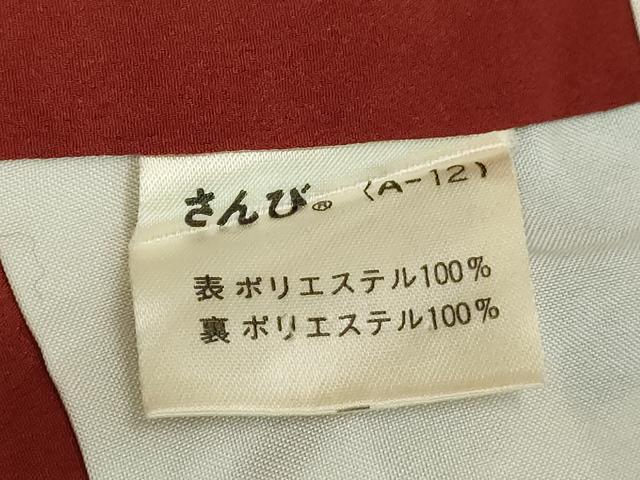 さんび® (A-12)
表 ポリエステル100%
裏 ポリエステル100%